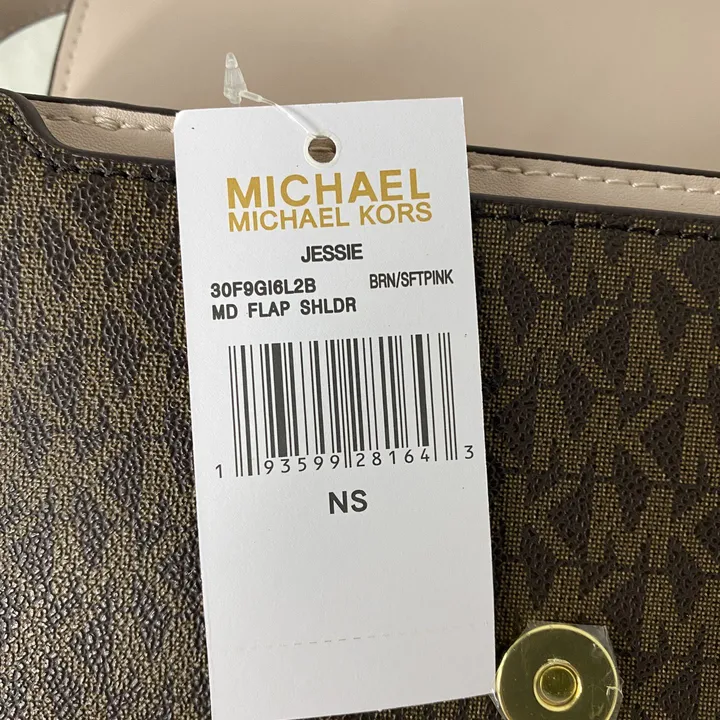 MICHAEL
MICHAEL KORS
JESSIE
30F9GI6L2B BRN/SFTPINK
MD FLAP SHLDR
1 93599 28164 3
NS